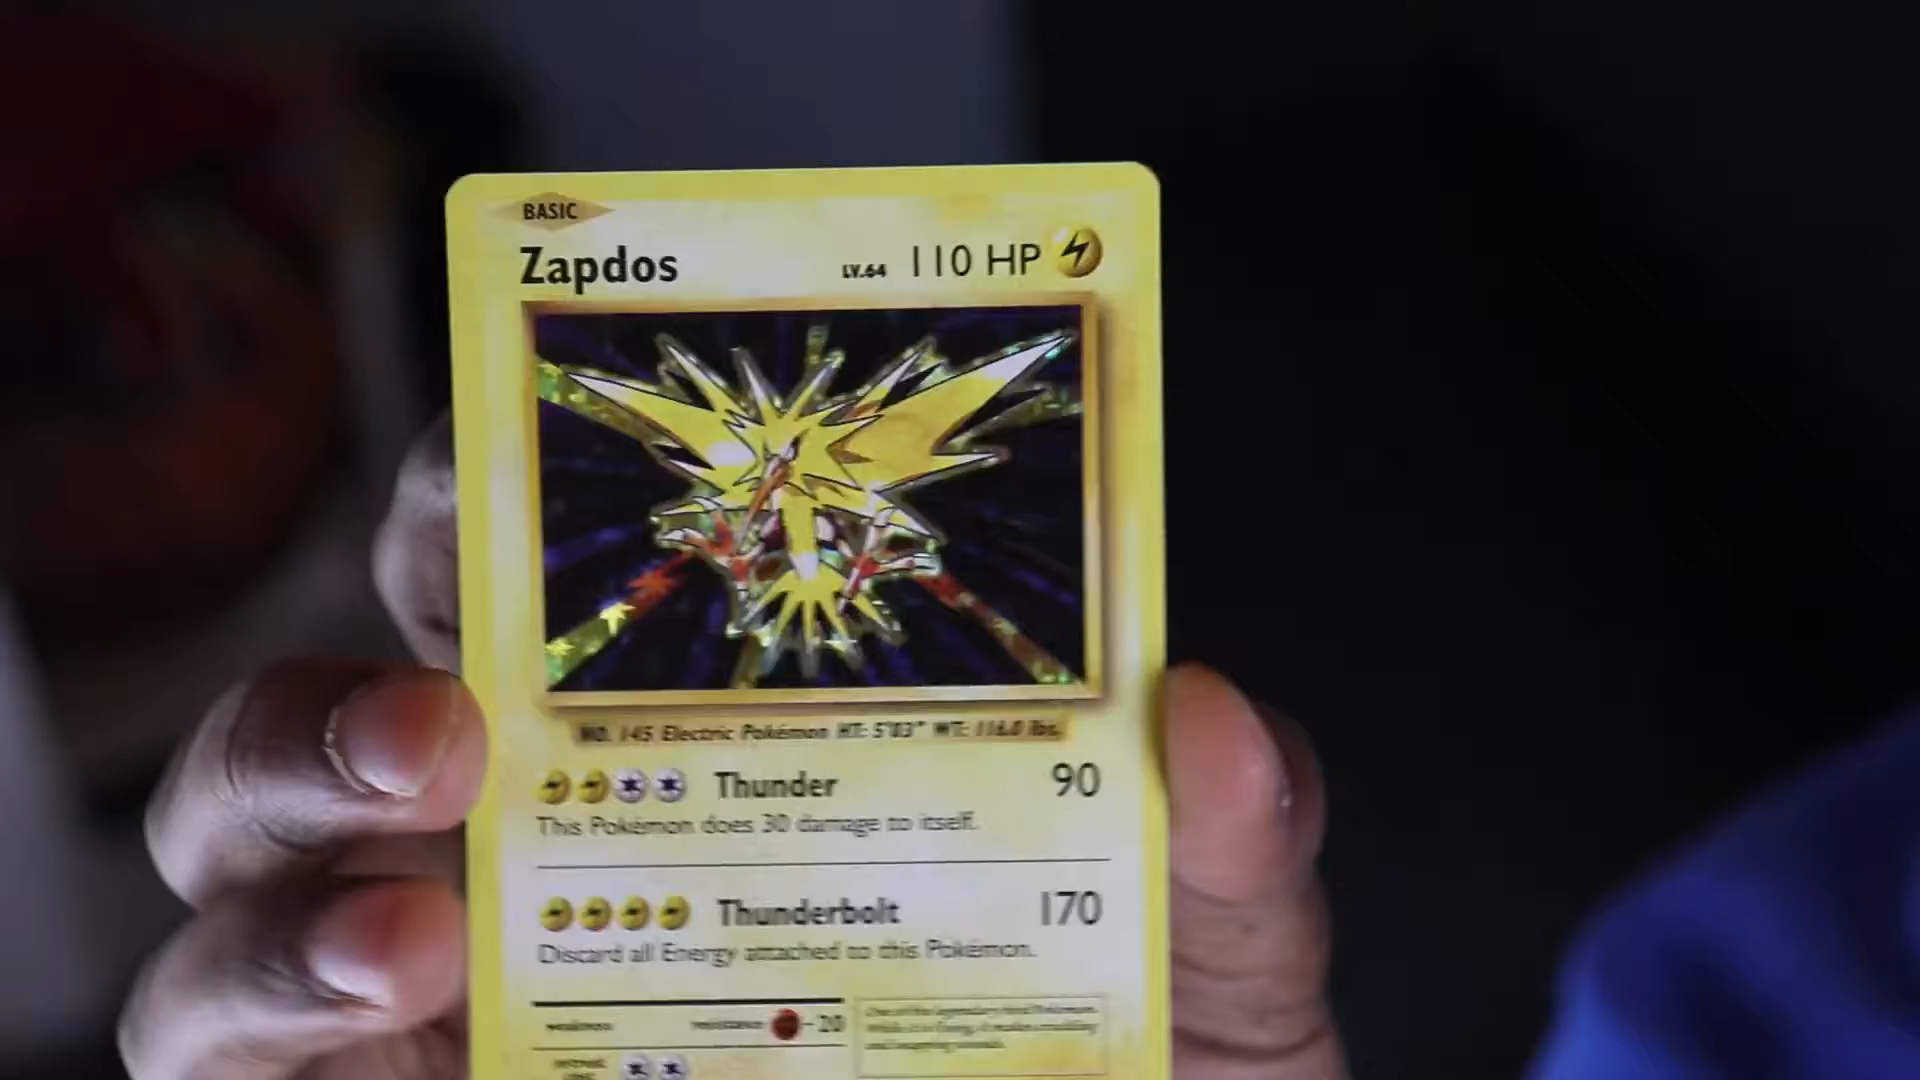 BASIC
Zapdos LV.64 110 HP
NO. 145 Electric Pokémon HT: 5'03" WT: 116.0 lbs.
Thunder 90
This Pokémon does 30 damage to itself.
Thunderbolt 170
Discard all Energy attached to this Pokémon.
weakness resistance -20
retreat